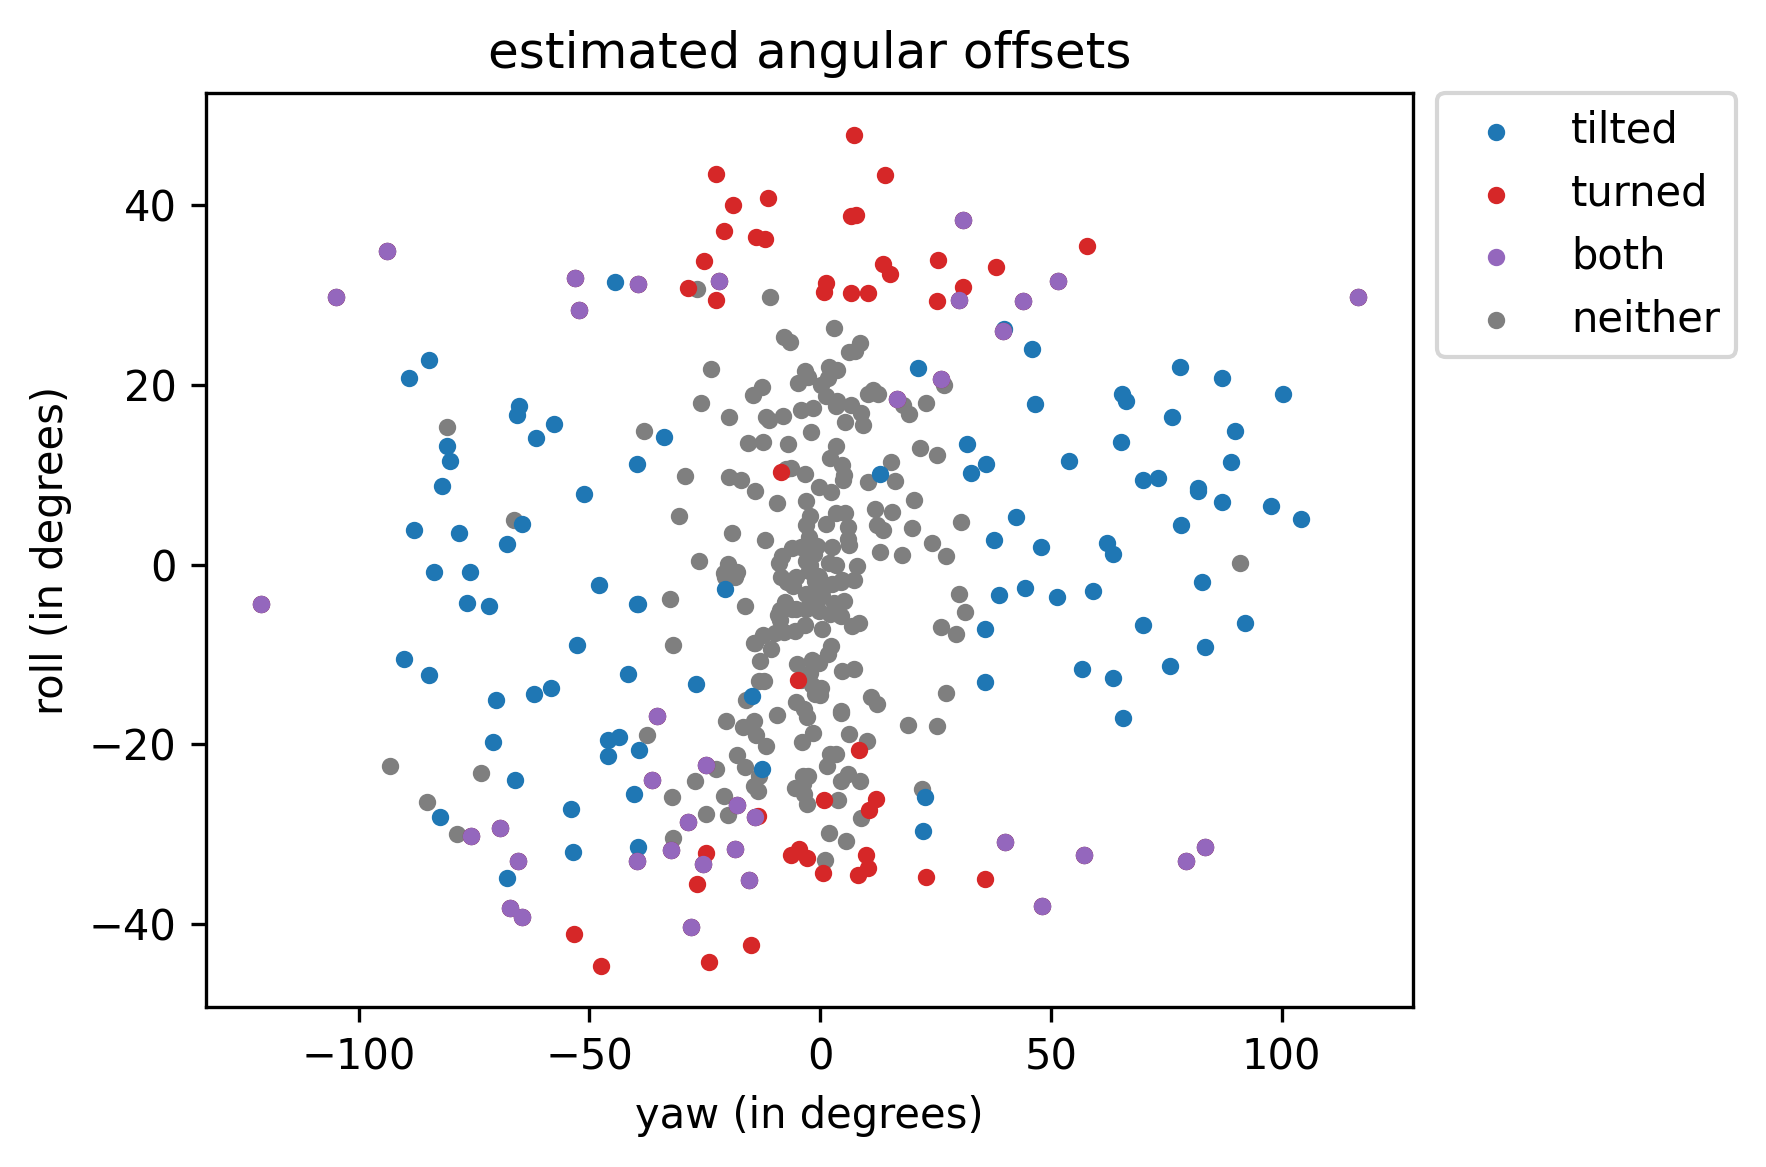 estimated angular offsets
tilted
turned
both
neither
roll (in degrees)
40
20
0
−20
−40
−100
−50
0
50
100
yaw (in degrees)